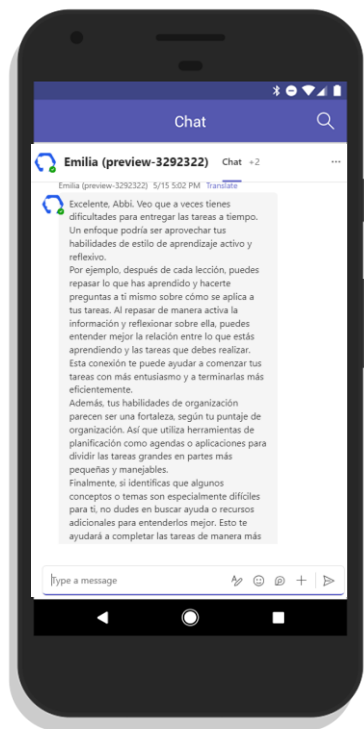 Chat
Emilia (preview-3292322) Chat +2 ...
Emilia (preview-3292322) 5/15 5:02 PM Translate
Excelente, Abbi. Veo que a veces tienes
dificultades para entregar las tareas a tiempo.
Un enfoque podría ser aprovechar tus
habilidades de estilo de aprendizaje activo y
reflexivo.
Por ejemplo, después de cada lección, puedes
repasar lo que has aprendido y hacerte
preguntas a ti mismo sobre cómo se aplica a
tus tareas. Al repasar de manera activa la
información y reflexionar sobre ella, puedes
entender mejor la relación entre lo que estás
aprendiendo y las tareas que debes realizar.
Esta conexión te puede ayudar a comenzar tus
tareas con más entusiasmo y a terminarlas más
eficientemente.
Además, tus habilidades de organización
parecen ser una fortaleza, según tu puntaje de
organización. Así que utiliza herramientas de
planificación como agendas o aplicaciones para
dividir las tareas grandes en partes más
pequeñas y manejables.
Finalmente, si identificas que algunos
conceptos o temas son especialmente difíciles
para ti, no dudes en buscar ayuda o recursos
adicionales para entenderlos mejor. Esto te
ayudará a completar las tareas de manera más
Type a message